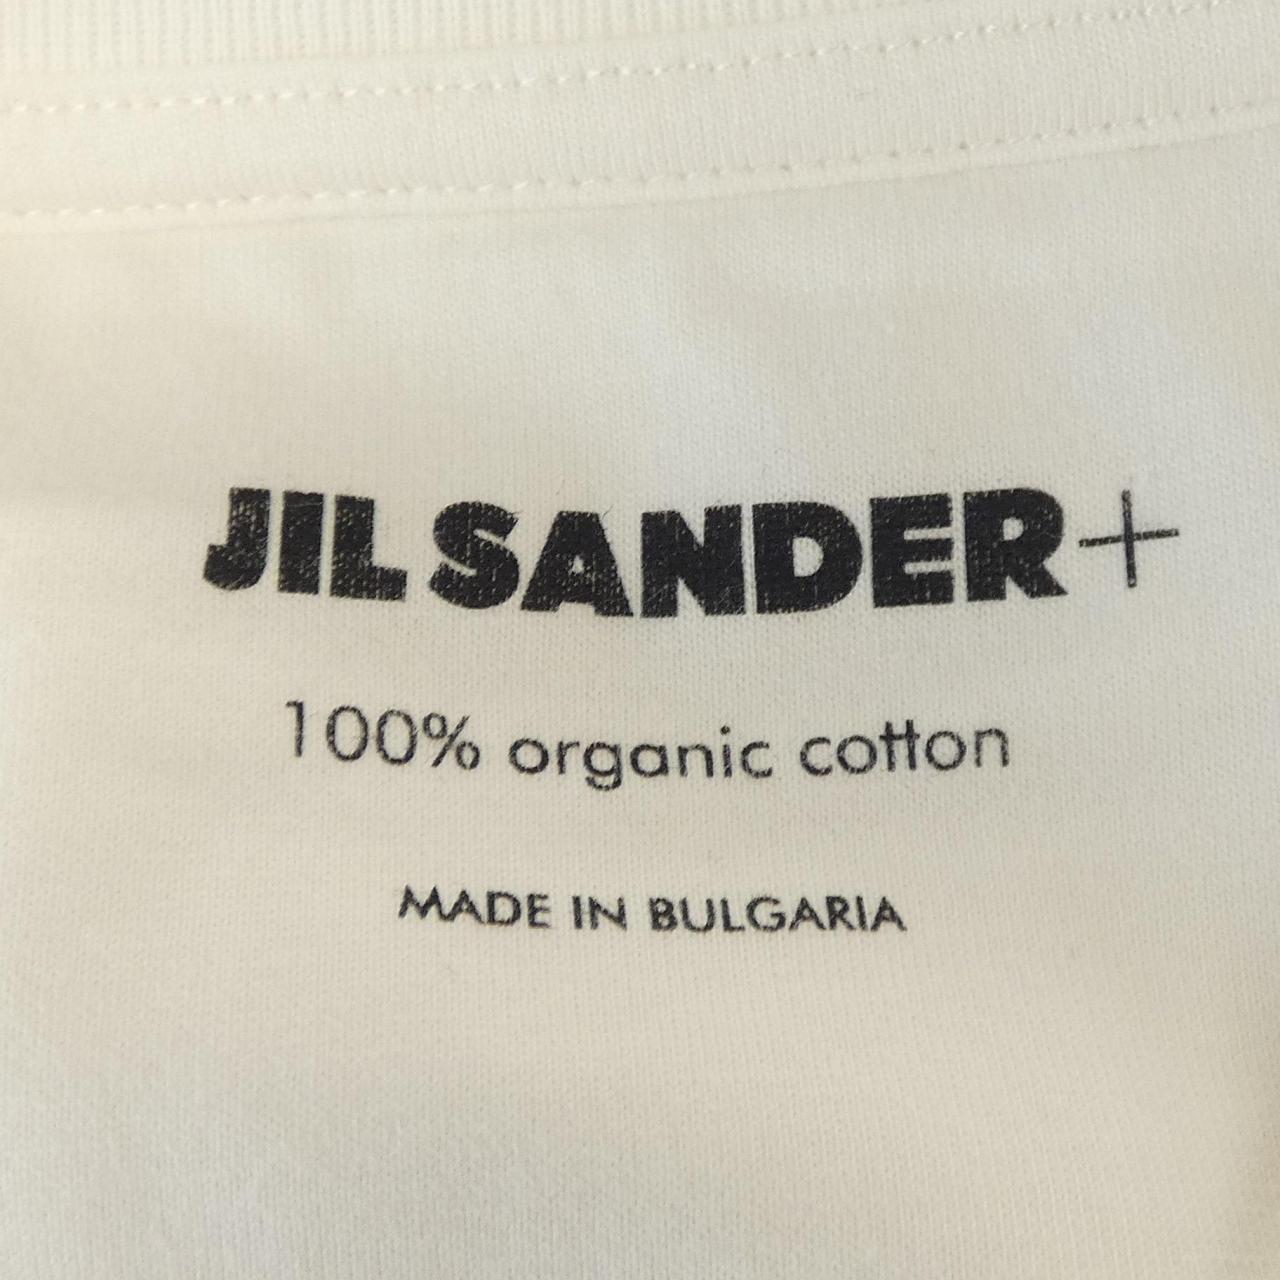 JIL SANDER+
100% organic cotton
MADE IN BULGARIA